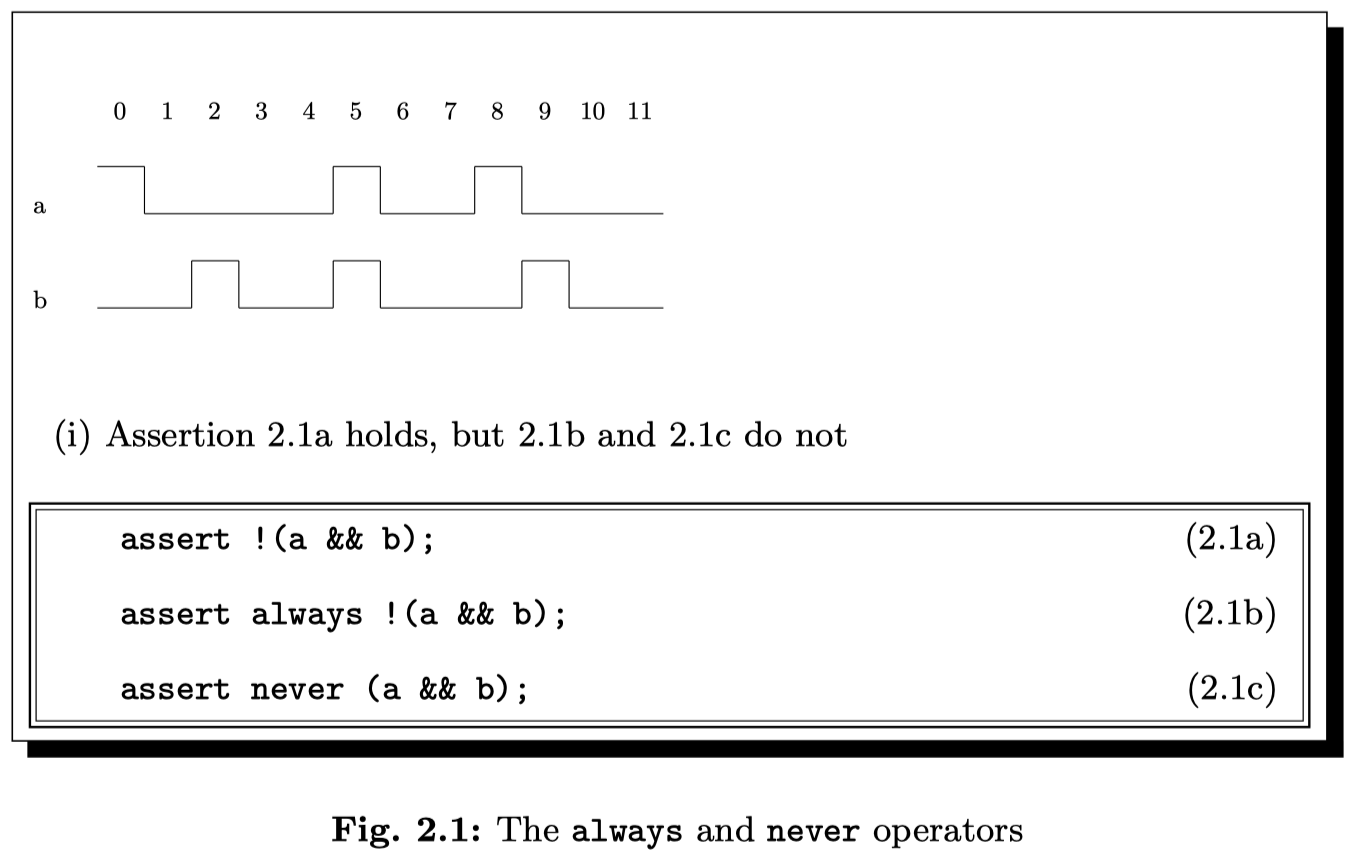 0 1 2 3 4 5 6 7 8 9 10 11
a
b
(i) Assertion 2.1a holds, but 2.1b and 2.1c do not
assert !(a && b); (2.1a)
assert always !(a && b); (2.1b)
assert never (a && b); (2.1c)
Fig. 2.1: The always and never operators